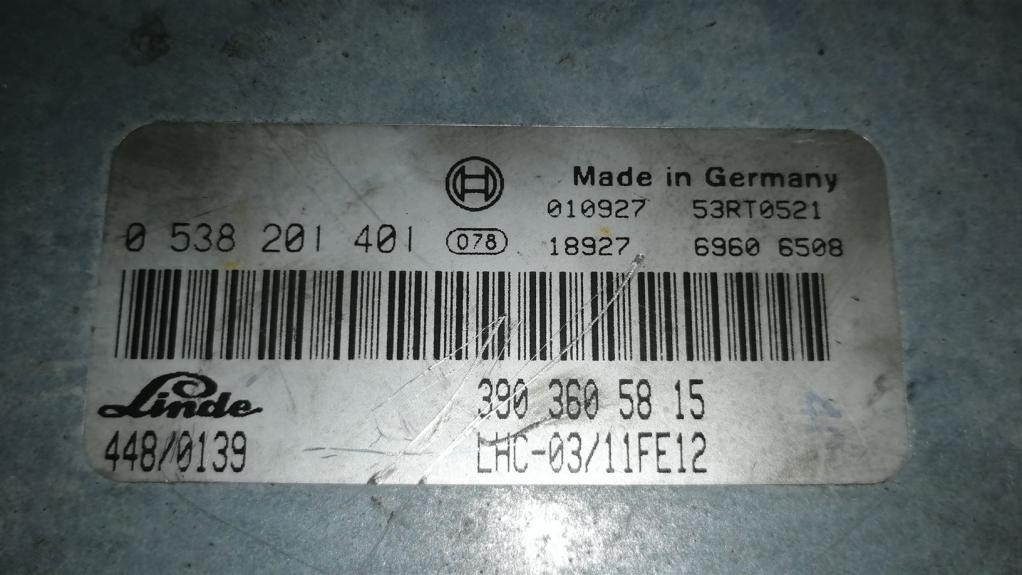 Made in Germany
010927 53RT0521
0 538 201 401 078 18927 6960 6508
Linde 390 360 58 15
448/0139 LHC-03/11FE12